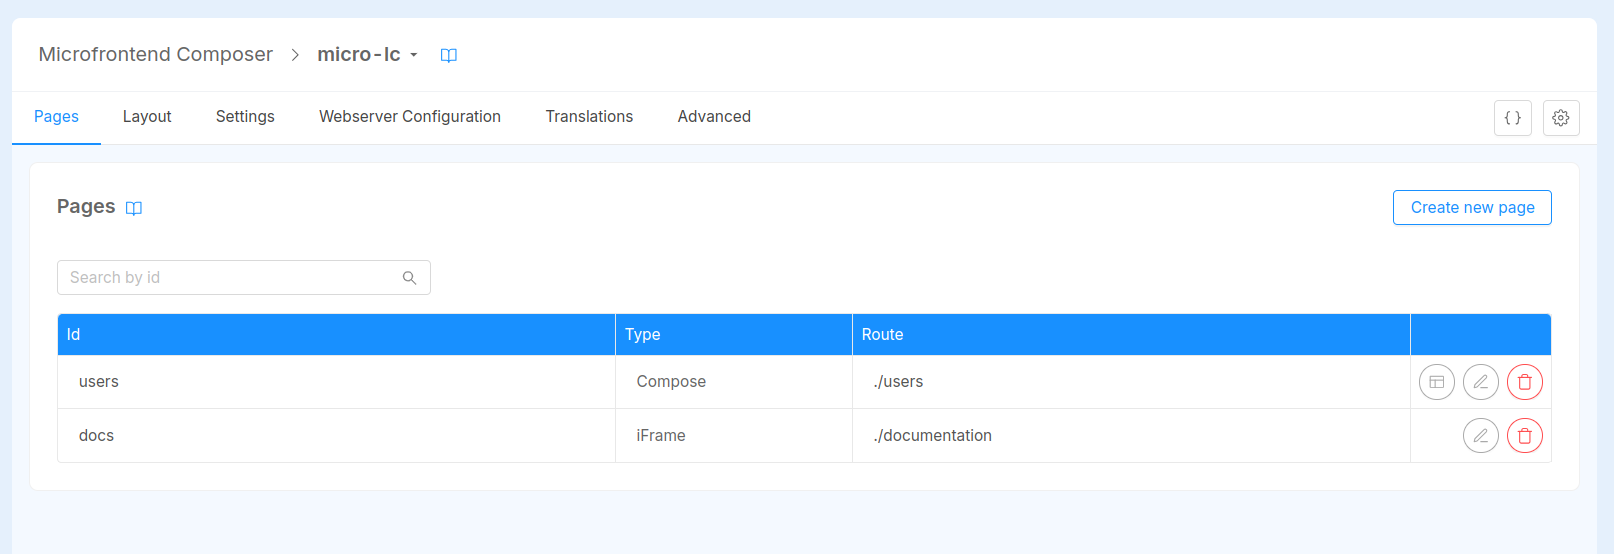 Microfrontend Composer > micro-lc
Pages Layout Settings Webserver Configuration Translations Advanced { }
Pages
Create new page
Search by id
Id Type Route
users Compose ./users
docs iFrame ./documentation